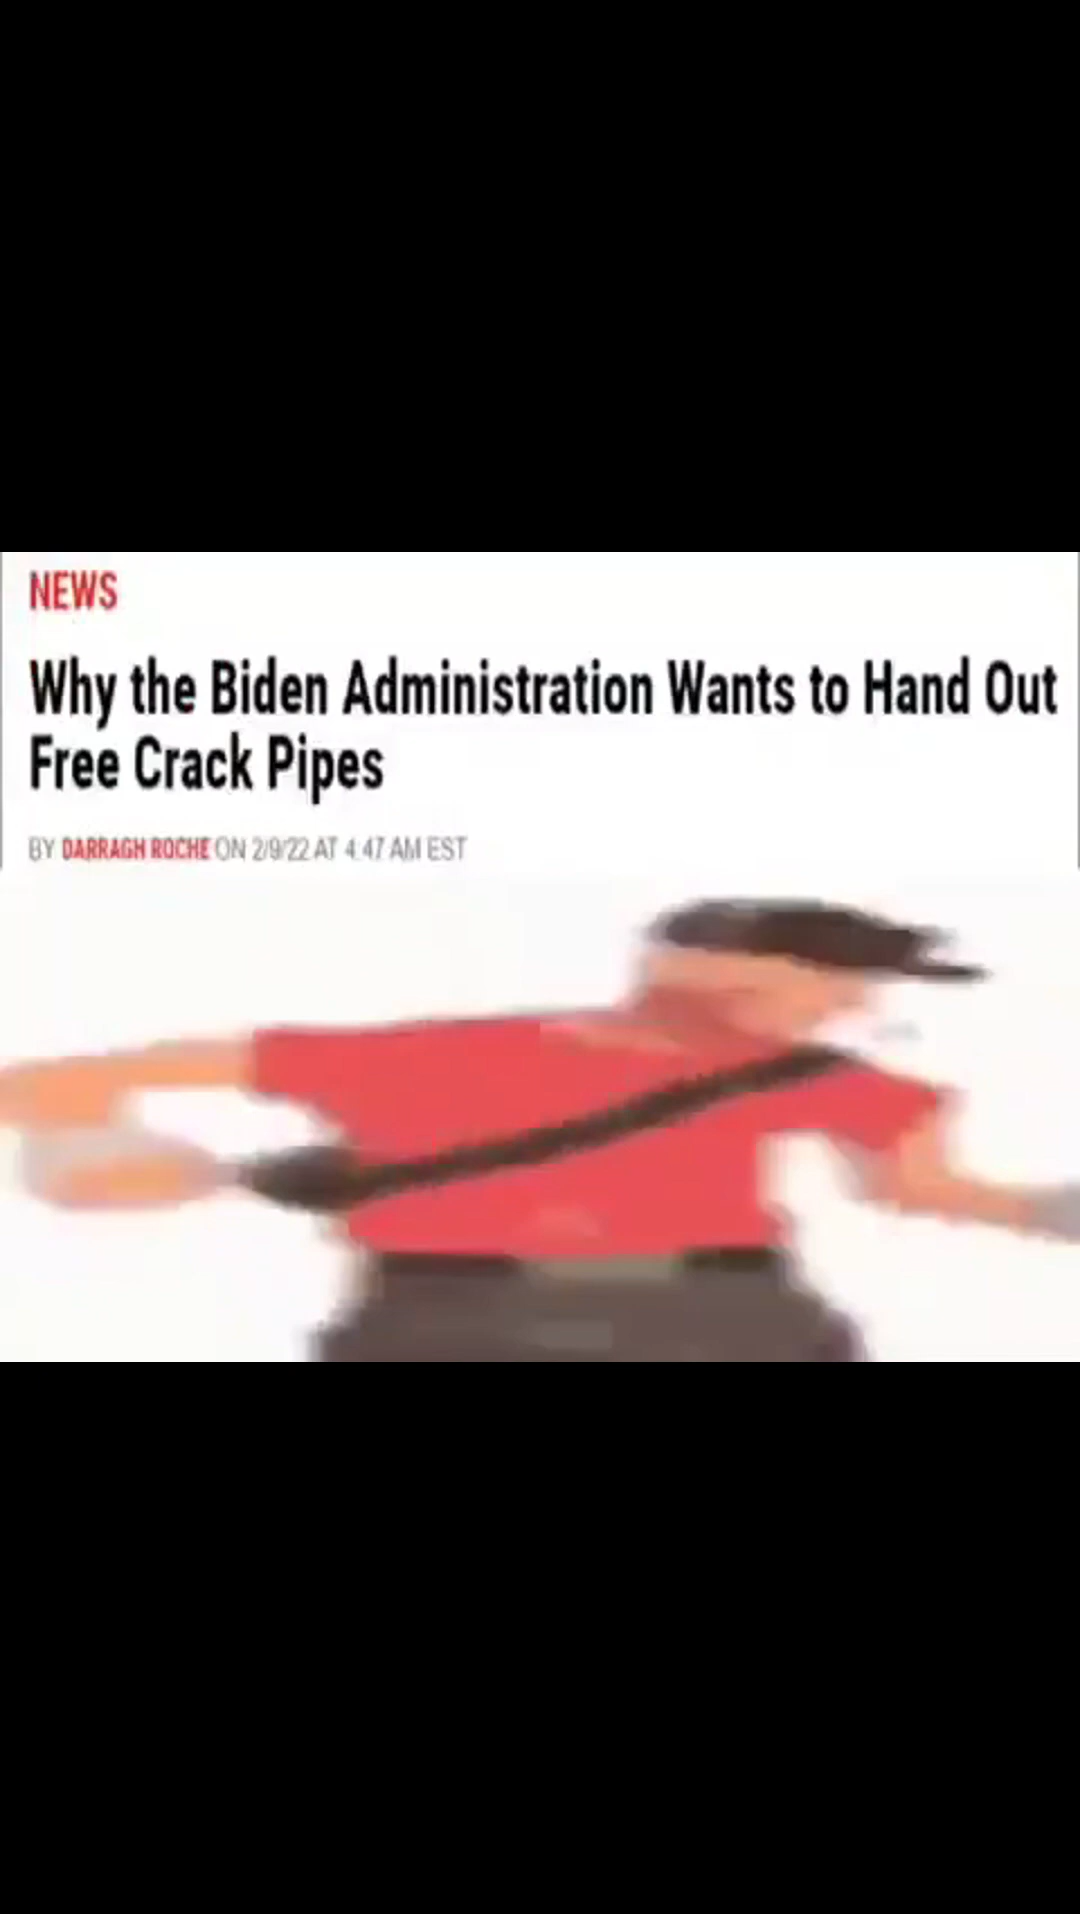 NEWS
Why the Biden Administration Wants to Hand Out
Free Crack Pipes
BY DARRAGH ROCHE ON 2/9/22 AT 4:47 AM EST